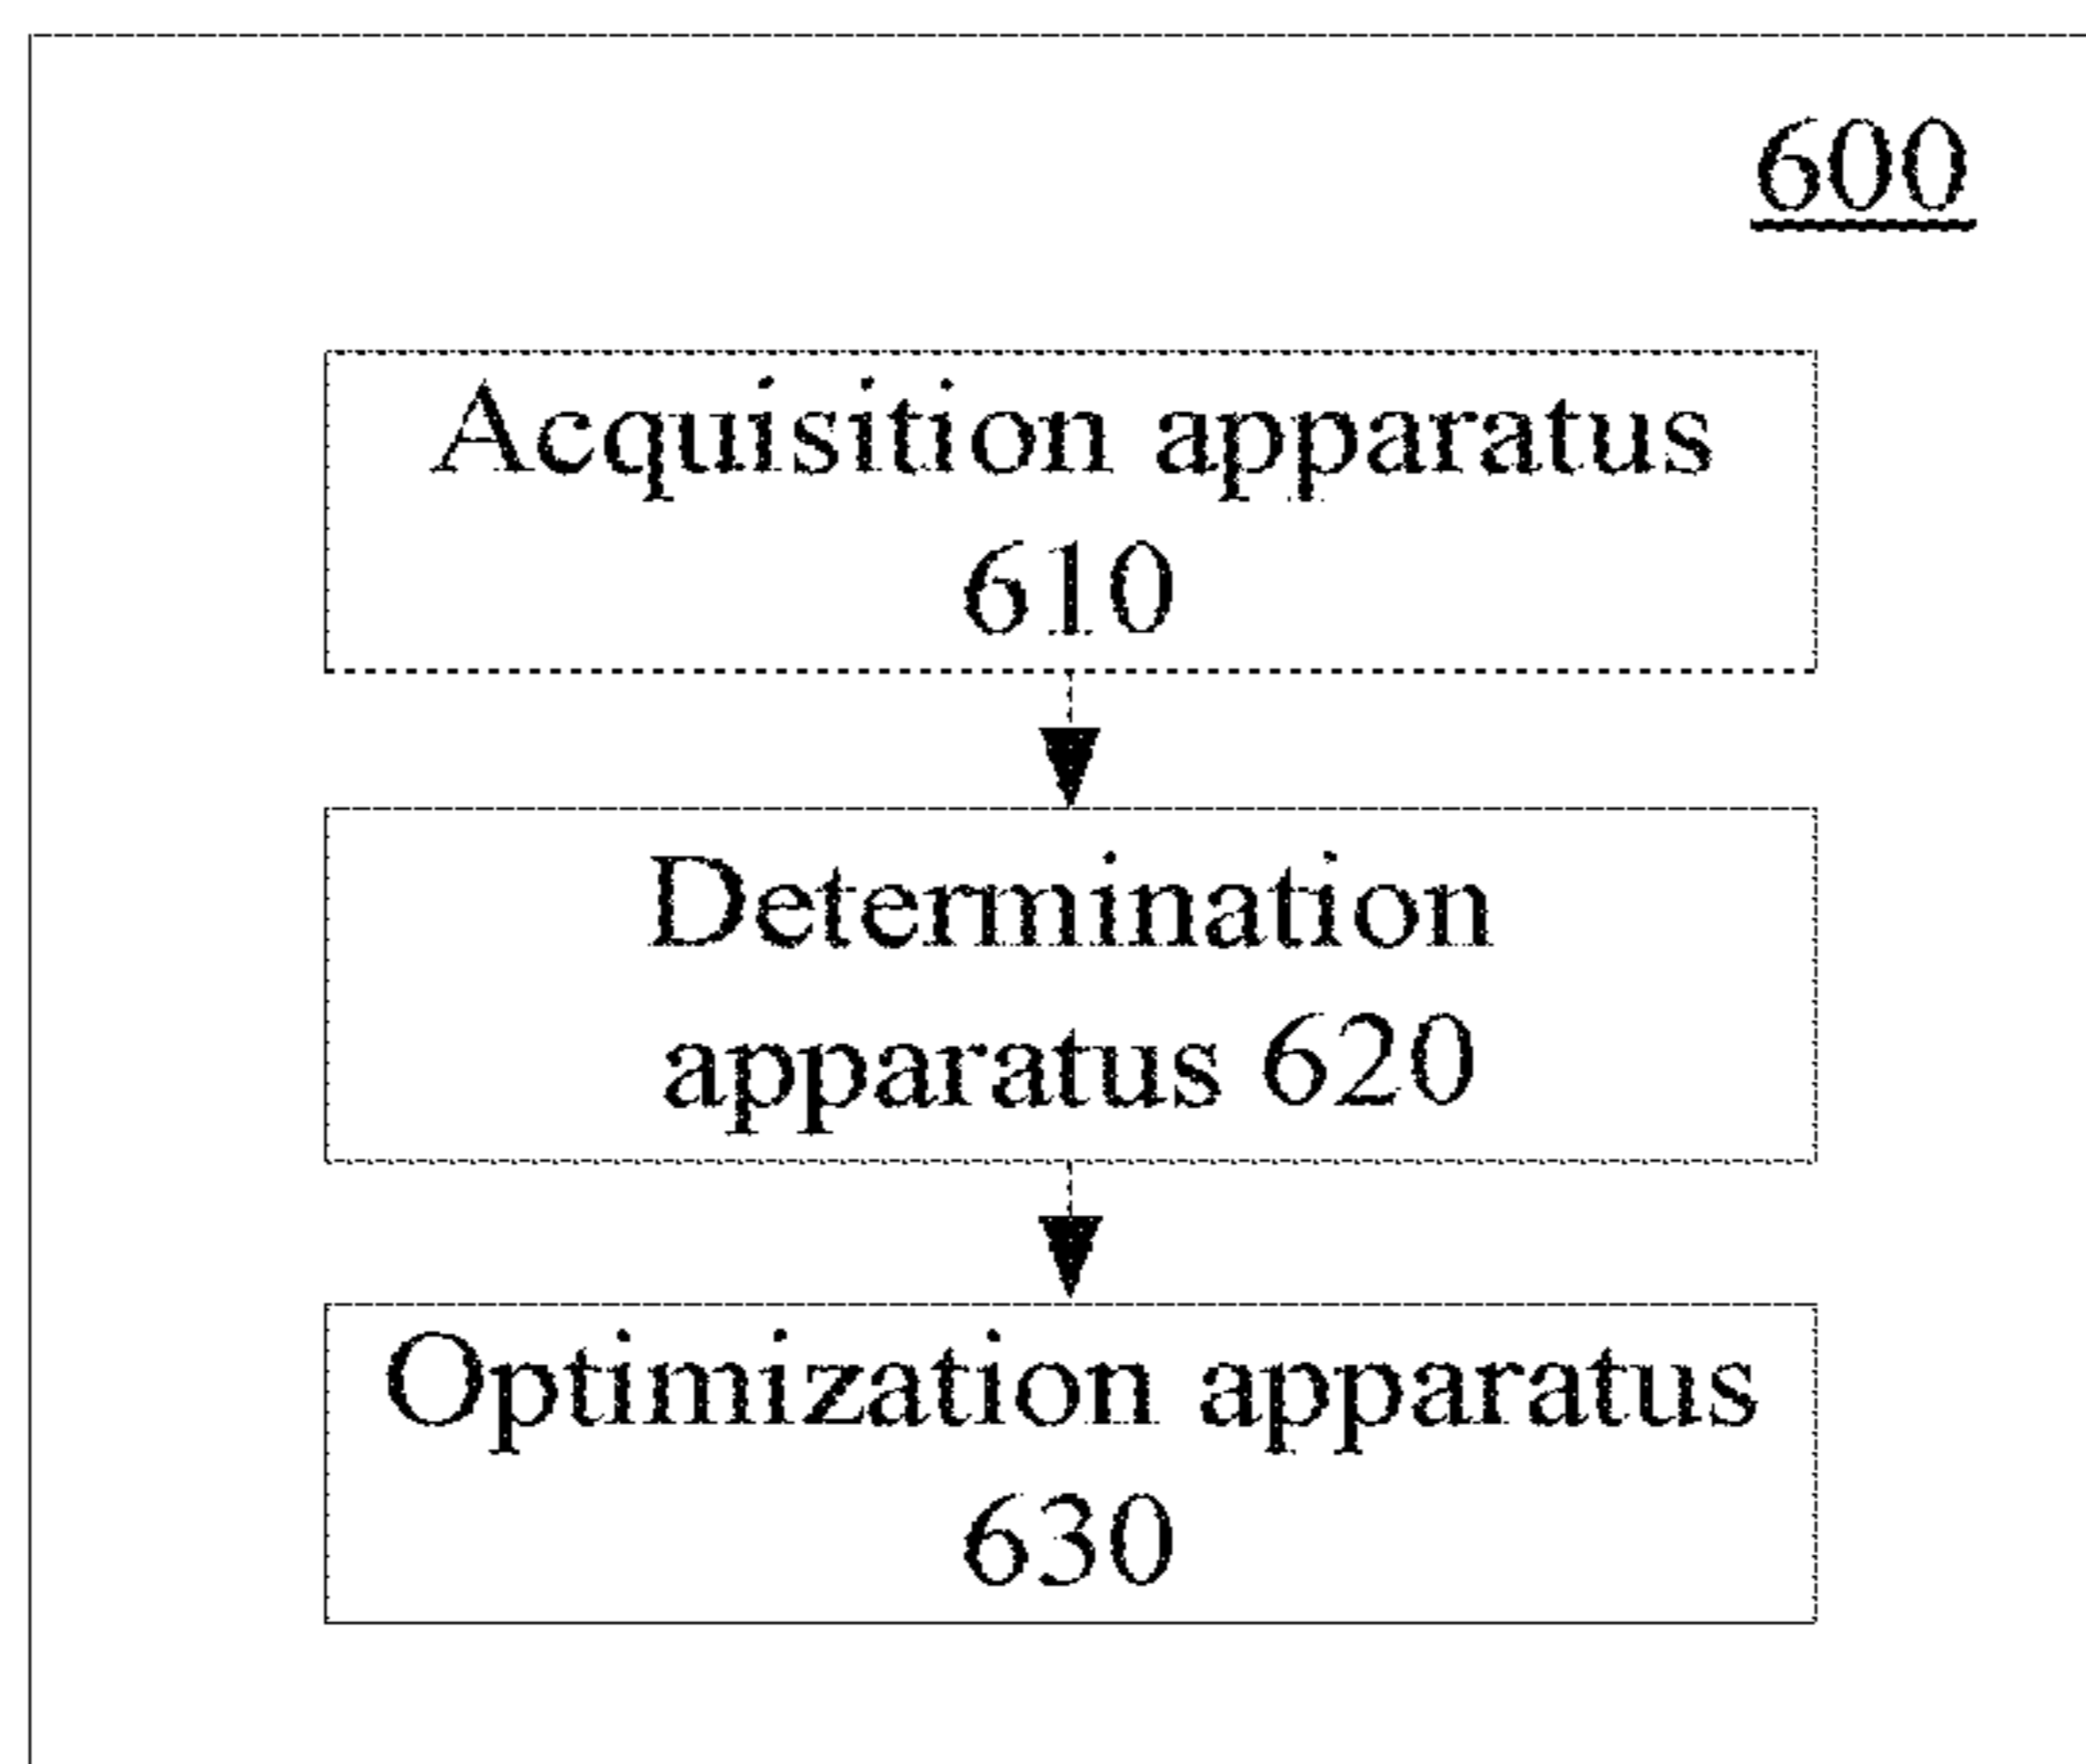 600
Acquisition apparatus
610
Determination
apparatus 620
Optimization apparatus
630